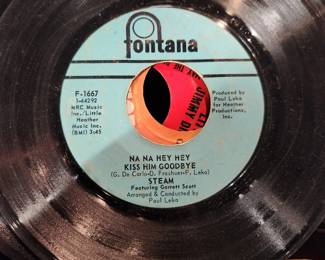 fontana
F-1667
1-44292
MRC Music
Inc./Little
Heather
Music Inc.
(BMI) 3:45
Produced by
Paul Leka
for Heather
Productions,
Inc.
JIMMY
NA NA HEY HEY
KISS HIM GOODBYE
(G. De Carlo-D. Frashuer-P. Leka)
STEAM
Featuring Garrett Scott
Arranged & Conducted by
Paul Leka